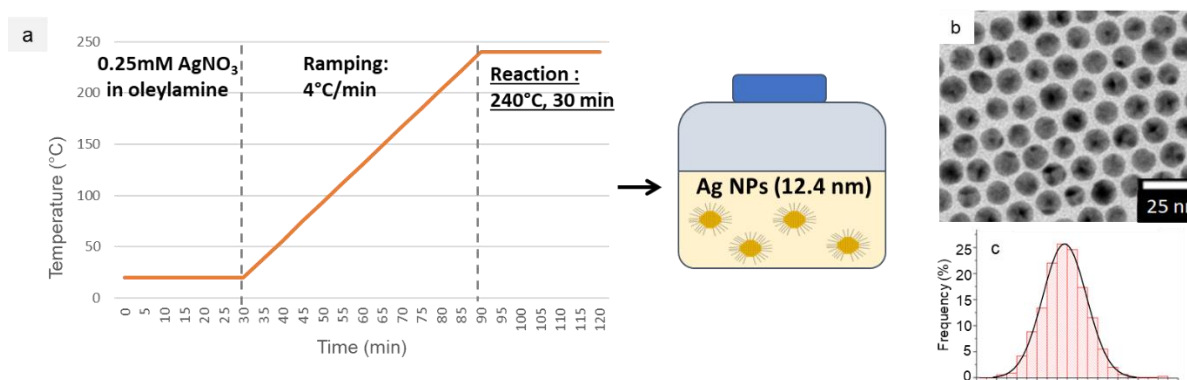 a
250
200
150
100
50
0
Temperature (°C)
0.25mM AgNO₃
in oleylamine
Ramping:
4°C/min
Reaction :
240°C, 30 min
0 5 10 15 20 25 30 35 40 45 50 55 60 65 70 75 80 85 90 95 100 105 110 115 120
Time (min)
Ag NPs (12.4 nm)
b
25 nm
c
25
20
15
10
5
0
Frequency (%)